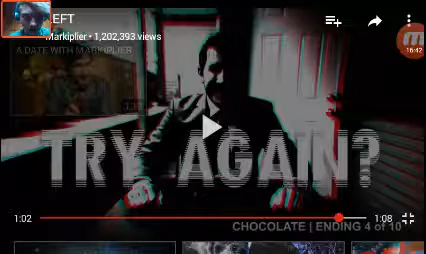 LEFT
Markiplier • 1,202,393 views
16:42
A DATE WITH MARKIPLIER
TRY AGAIN?
1:02
1:08
CHOCOLATE | ENDING 4 of 10